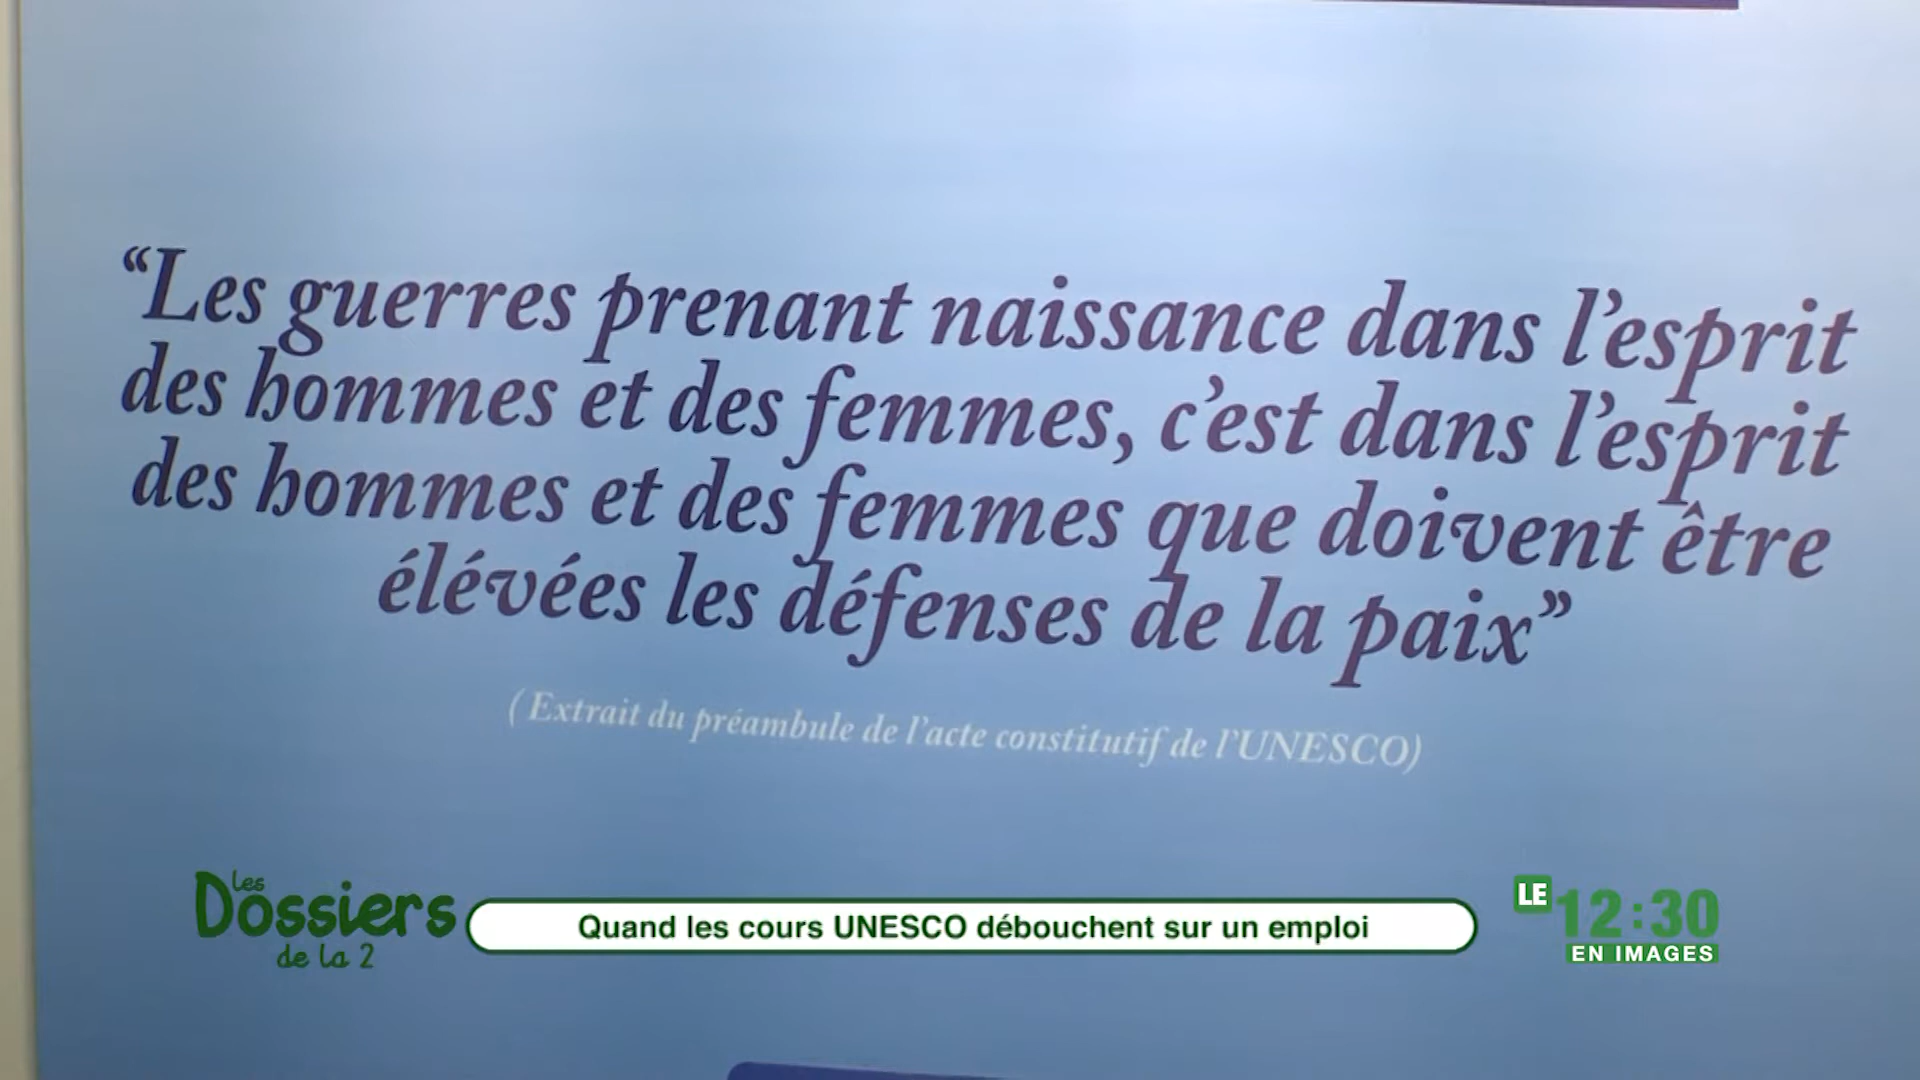 “Les guerres prenant naissance dans l’esprit
des hommes et des femmes, c’est dans l’esprit
des hommes et des femmes que doivent être
élévées les défenses de la paix”
( Extrait du préambule de l’acte constitutif de l’UNESCO)
Les
Dossiers
de la 2
Quand les cours UNESCO débouchent sur un emploi
LE
12:30
EN IMAGES